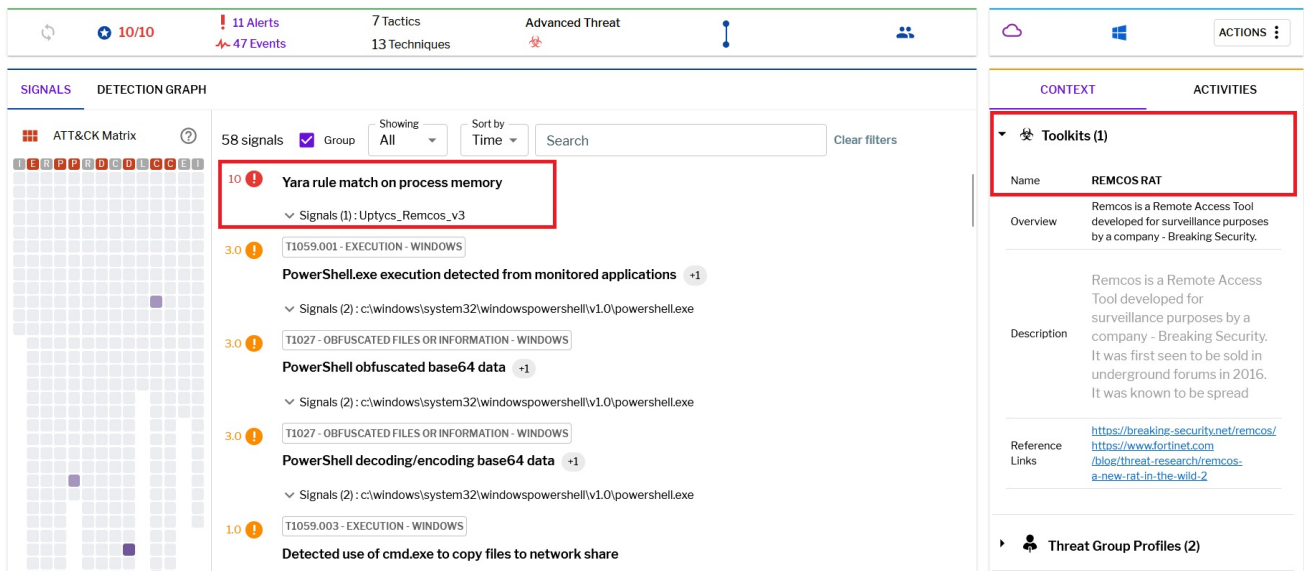 10/10
11 Alerts
47 Events
7 Tactics
13 Techniques
Advanced Threat
ACTIONS
SIGNALS
DETECTION GRAPH
CONTEXT
ACTIVITIES
ATT&CK Matrix
I E R P P R D C D L C C E I
58 signals
Group
Showing
All
Sort by
Time
Search
Clear filters
10
Yara rule match on process memory
Signals (1) : Uptycs_Remcos_v3
3.0
T1059.001 - EXECUTION - WINDOWS
PowerShell.exe execution detected from monitored applications +1
Signals (2) : c:\windows\system32\windowspowershell\v1.0\powershell.exe
3.0
T1027 - OBFUSCATED FILES OR INFORMATION - WINDOWS
PowerShell obfuscated base64 data +1
Signals (2) : c:\windows\system32\windowspowershell\v1.0\powershell.exe
3.0
T1027 - OBFUSCATED FILES OR INFORMATION - WINDOWS
PowerShell decoding/encoding base64 data +1
Signals (2) : c:\windows\system32\windowspowershell\v1.0\powershell.exe
1.0
T1059.003 - EXECUTION - WINDOWS
Detected use of cmd.exe to copy files to network share
Toolkits (1)
Name
REMCOS RAT
Overview
Remcos is a Remote Access Tool
developed for surveillance purposes
by a company - Breaking Security.
Description
Remcos is a Remote Access
Tool developed for
surveillance purposes by a
company - Breaking Security.
It was first seen to be sold in
underground forums in 2016.
It was known to be spread
Reference
Links
https://breaking-security.net/remcos/
https://www.fortinet.com
/blog/threat-research/remcos-
a-new-rat-in-the-wild-2
Threat Group Profiles (2)